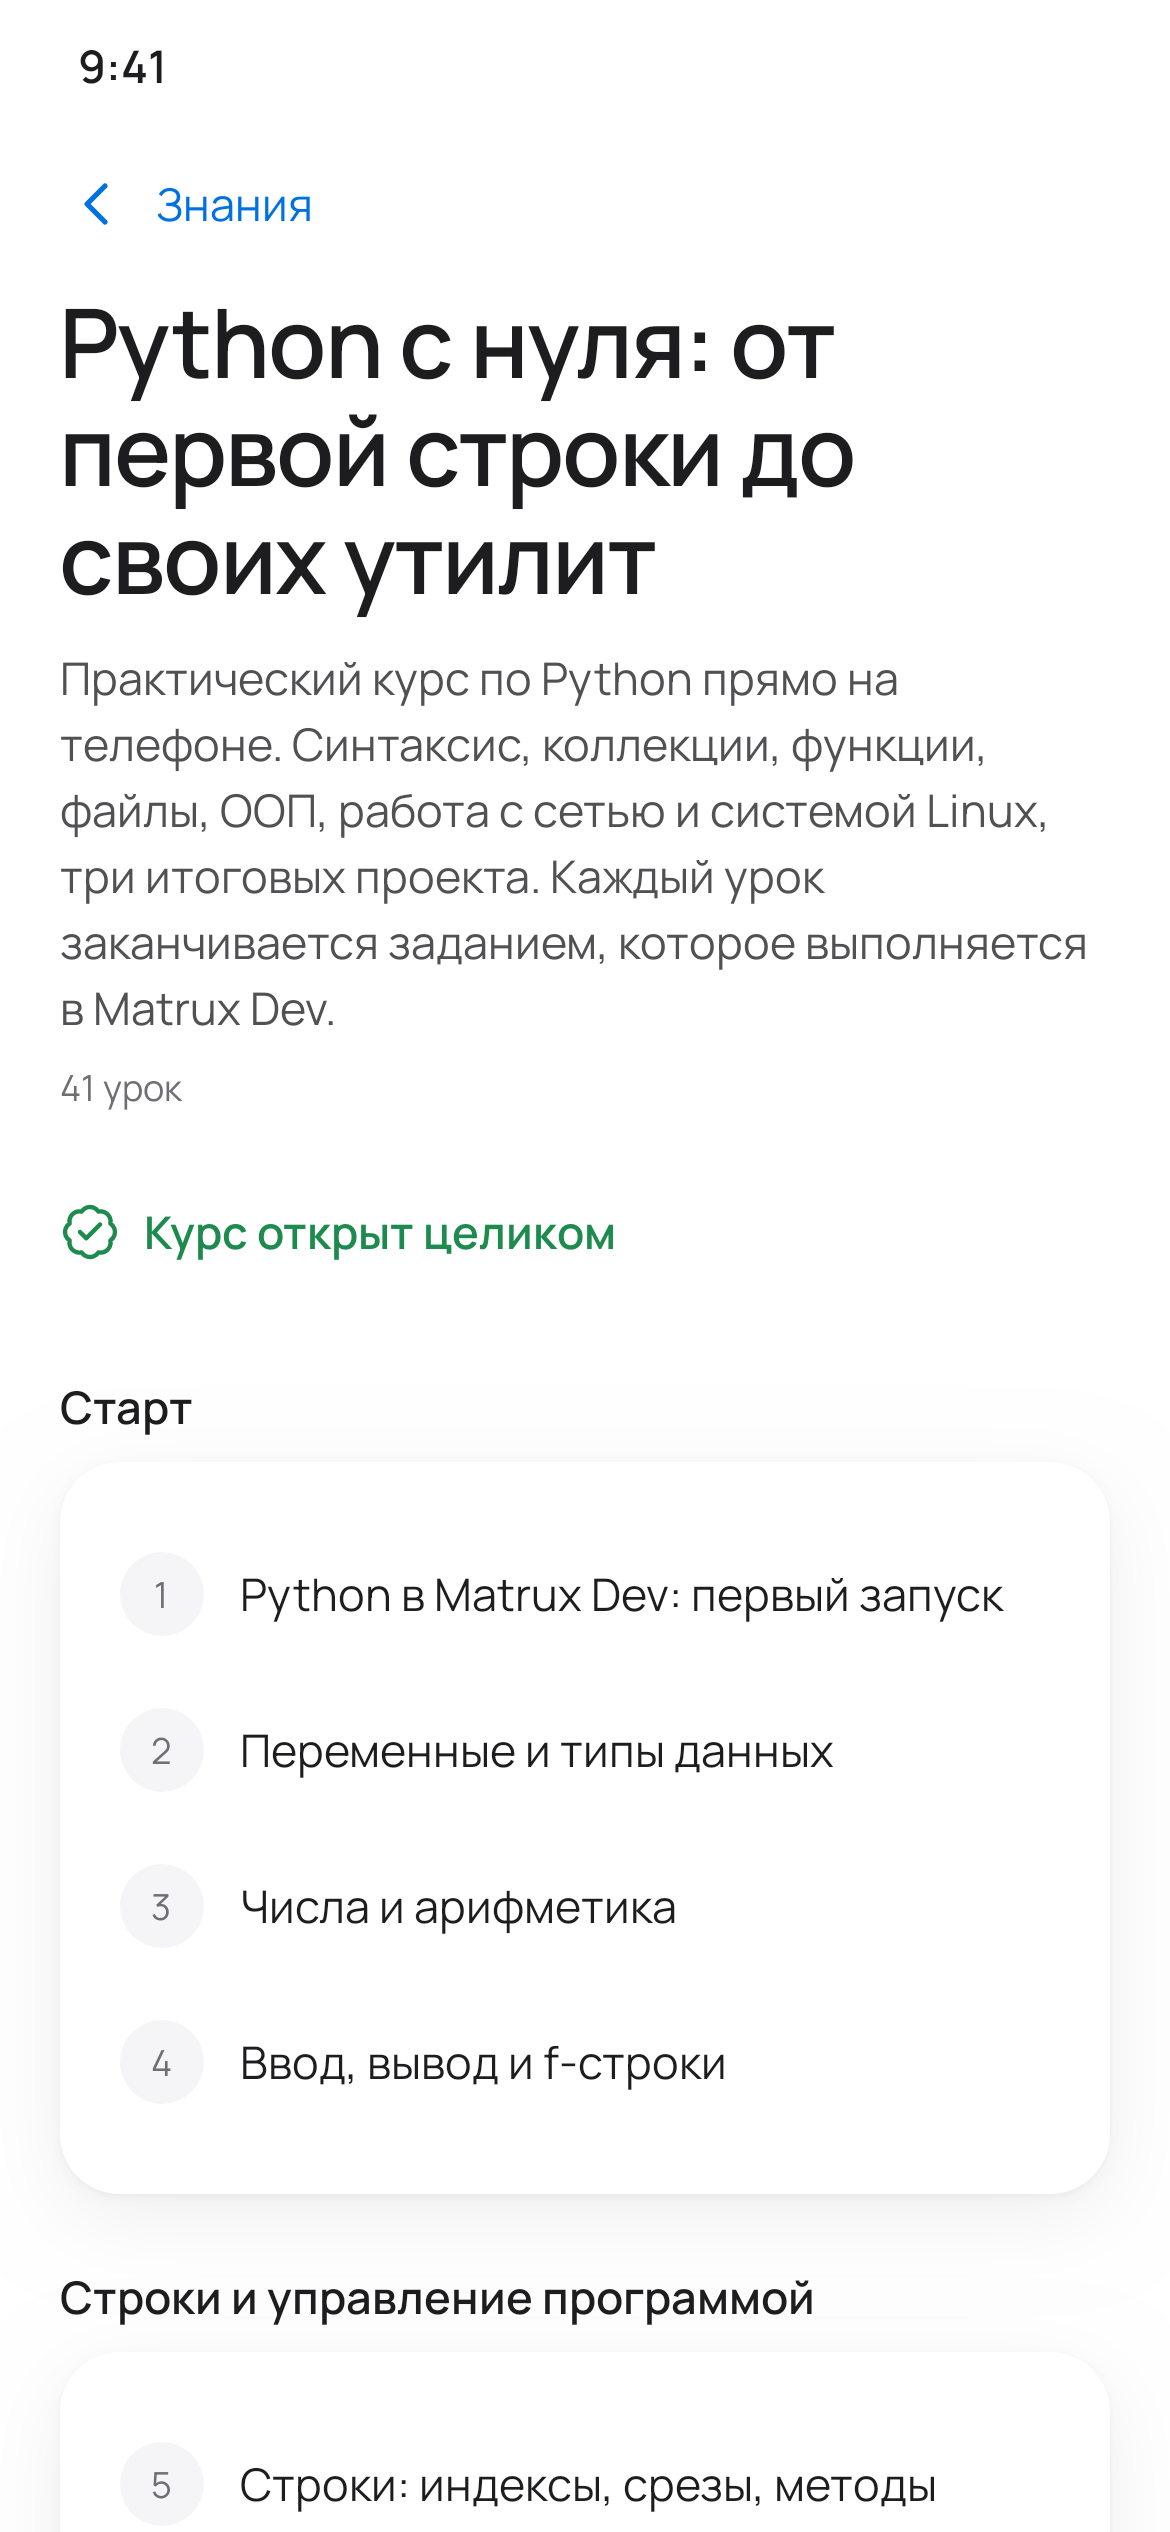 9:41
Знания
Python с нуля: от
первой строки до
своих утилит
Практический курс по Python прямо на
телефоне. Синтаксис, коллекции, функции,
файлы, ООП, работа с сетью и системой Linux,
три итоговых проекта. Каждый урок
заканчивается заданием, которое выполняется
в Matrux Dev.
41 урок
Курс открыт целиком
Старт
1 Python в Matrux Dev: первый запуск
2 Переменные и типы данных
3 Числа и арифметика
4 Ввод, вывод и f-строки
Строки и управление программой
5 Строки: индексы, срезы, методы